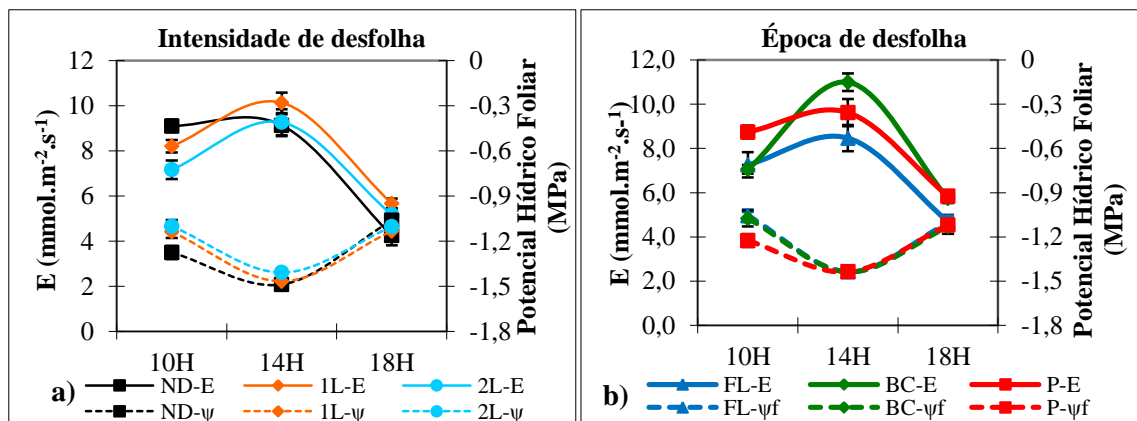 Intensidade de desfolha
E (mmol.m-2.s-1)
12
10
8
6
4
2
0
0
-0,3
-0,6
-0,9
-1,2
-1,5
-1,8
Potencial Hídrico Foliar
(MPa)
10H 14H 18H
a)
ND-E 1L-E 2L-E
ND-ψ 1L-ψ 2L-ψ
Época de desfolha
E (mmol.m-2.s-1)
12,0
10,0
8,0
6,0
4,0
2,0
0,0
0
-0,3
-0,6
-0,9
-1,2
-1,5
-1,8
Potencial Hídrico Foliar
(MPa)
10H 14H 18H
b)
FL-E BC-E P-E
FL-ψf BC-ψf P-ψf